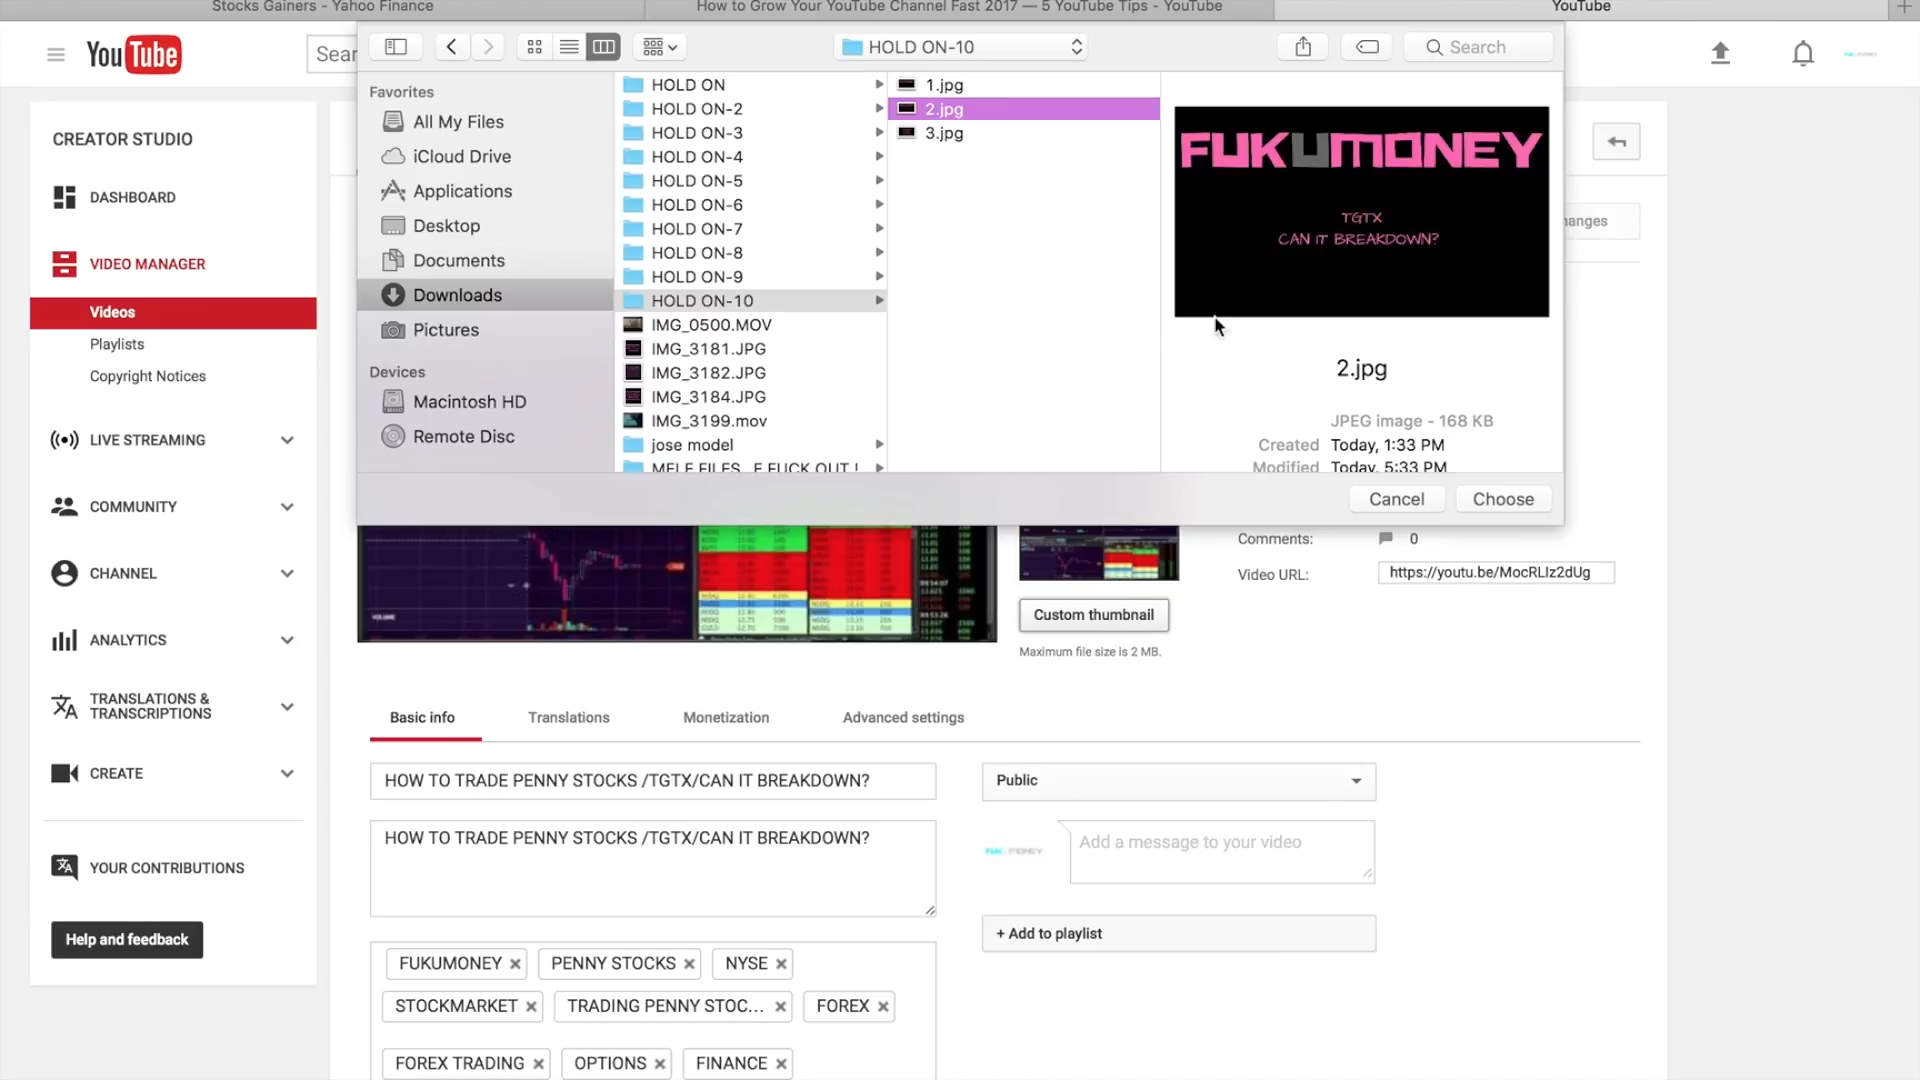 Stocks Gainers - Yahoo Finance
How to Grow Your YouTube Channel Fast 2017 — 5 YouTube Tips - YouTube
YouTube
YouTube
Sear
HOLD ON-10
Search
CREATOR STUDIO
DASHBOARD
VIDEO MANAGER
Videos
Playlists
Copyright Notices
LIVE STREAMING
COMMUNITY
CHANNEL
ANALYTICS
TRANSLATIONS &
TRANSCRIPTIONS
CREATE
YOUR CONTRIBUTIONS
Help and feedback
Favorites
All My Files
iCloud Drive
Applications
Desktop
Documents
Downloads
Pictures
Devices
Macintosh HD
Remote Disc
HOLD ON
HOLD ON-2
HOLD ON-3
HOLD ON-4
HOLD ON-5
HOLD ON-6
HOLD ON-7
HOLD ON-8
HOLD ON-9
HOLD ON-10
IMG_0500.MOV
IMG_3181.JPG
IMG_3182.JPG
IMG_3184.JPG
IMG_3199.mov
jose model
MELE FILES...E FUCK OUT !
1.jpg
2.jpg
3.jpg
FUKUMONEY
TGTX
CAN IT BREAKDOWN?
2.jpg
JPEG image - 168 KB
Created Today, 1:33 PM
Modified Today, 5:33 PM
Cancel
Choose
hanges
VOLUME
Custom thumbnail
Maximum file size is 2 MB.
Comments: 0
Video URL: https://youtu.be/MocRLIz2dUg
Basic info
Translations
Monetization
Advanced settings
HOW TO TRADE PENNY STOCKS /TGTX/CAN IT BREAKDOWN?
Public
HOW TO TRADE PENNY STOCKS /TGTX/CAN IT BREAKDOWN?
FUKUMONEY
Add a message to your video
+ Add to playlist
FUKUMONEY
PENNY STOCKS
NYSE
STOCKMARKET
TRADING PENNY STOC...
FOREX
FOREX TRADING
OPTIONS
FINANCE